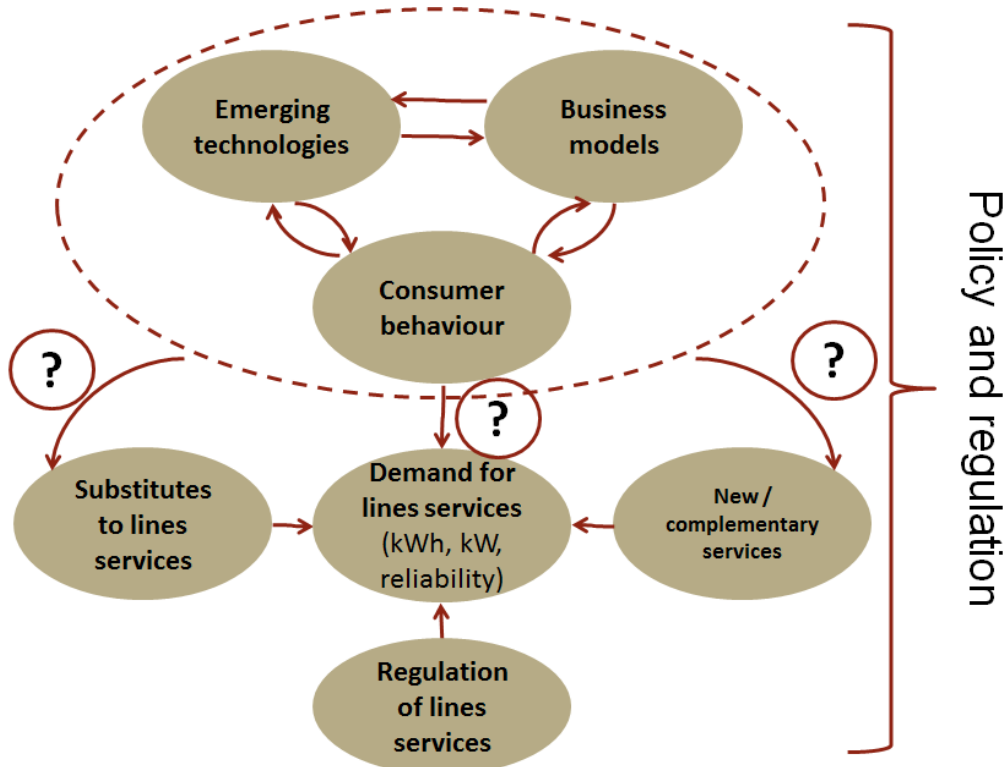 Emerging
technologies
Business
models
Consumer
behaviour
?
?
?
Substitutes
to lines
services
Demand for
lines services
(kWh, kW,
reliability)
New /
complementary
services
Regulation
of lines
services
Policy and regulation